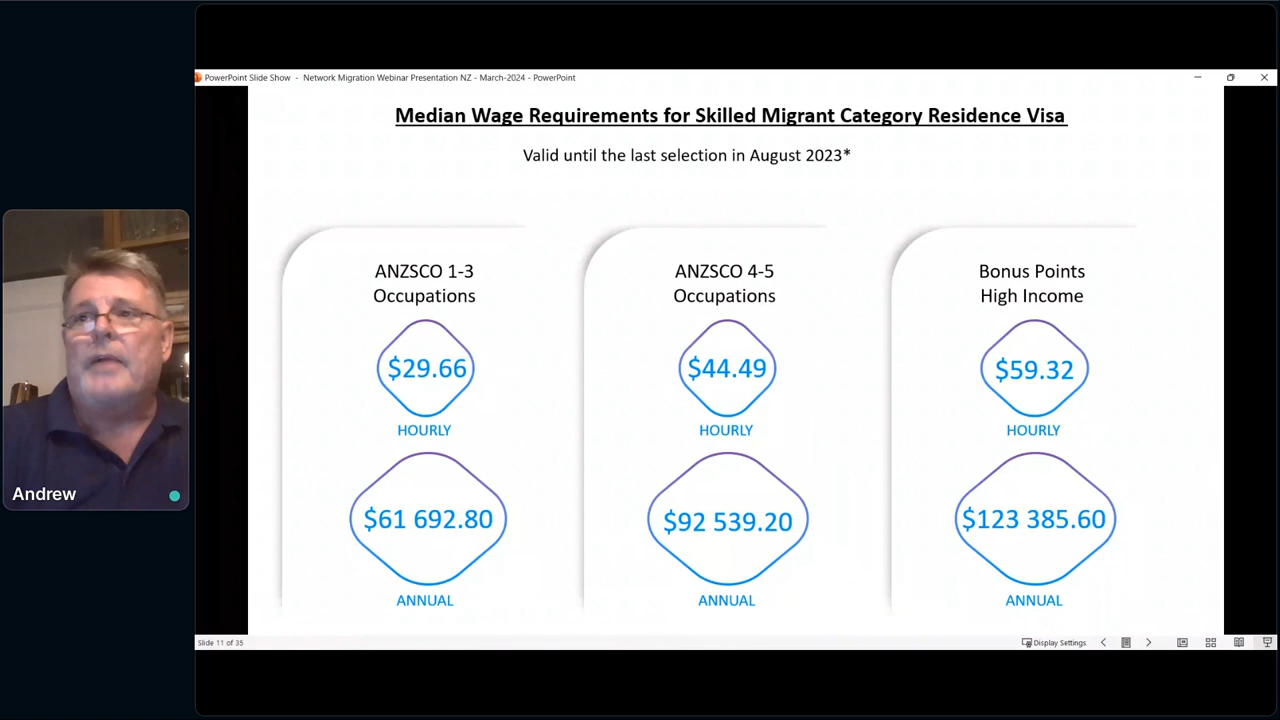 PowerPoint Slide Show - Network Migration Webinar Presentation NZ - March-2024 - PowerPoint
Median Wage Requirements for Skilled Migrant Category Residence Visa
Valid until the last selection in August 2023*
ANZSCO 1-3
Occupations
$29.66
HOURLY
$61 692.80
ANNUAL
ANZSCO 4-5
Occupations
$44.49
HOURLY
$92 539.20
ANNUAL
Bonus Points
High Income
$59.32
HOURLY
$123 385.60
ANNUAL
Andrew
Slide 11 of 35
Display Settings